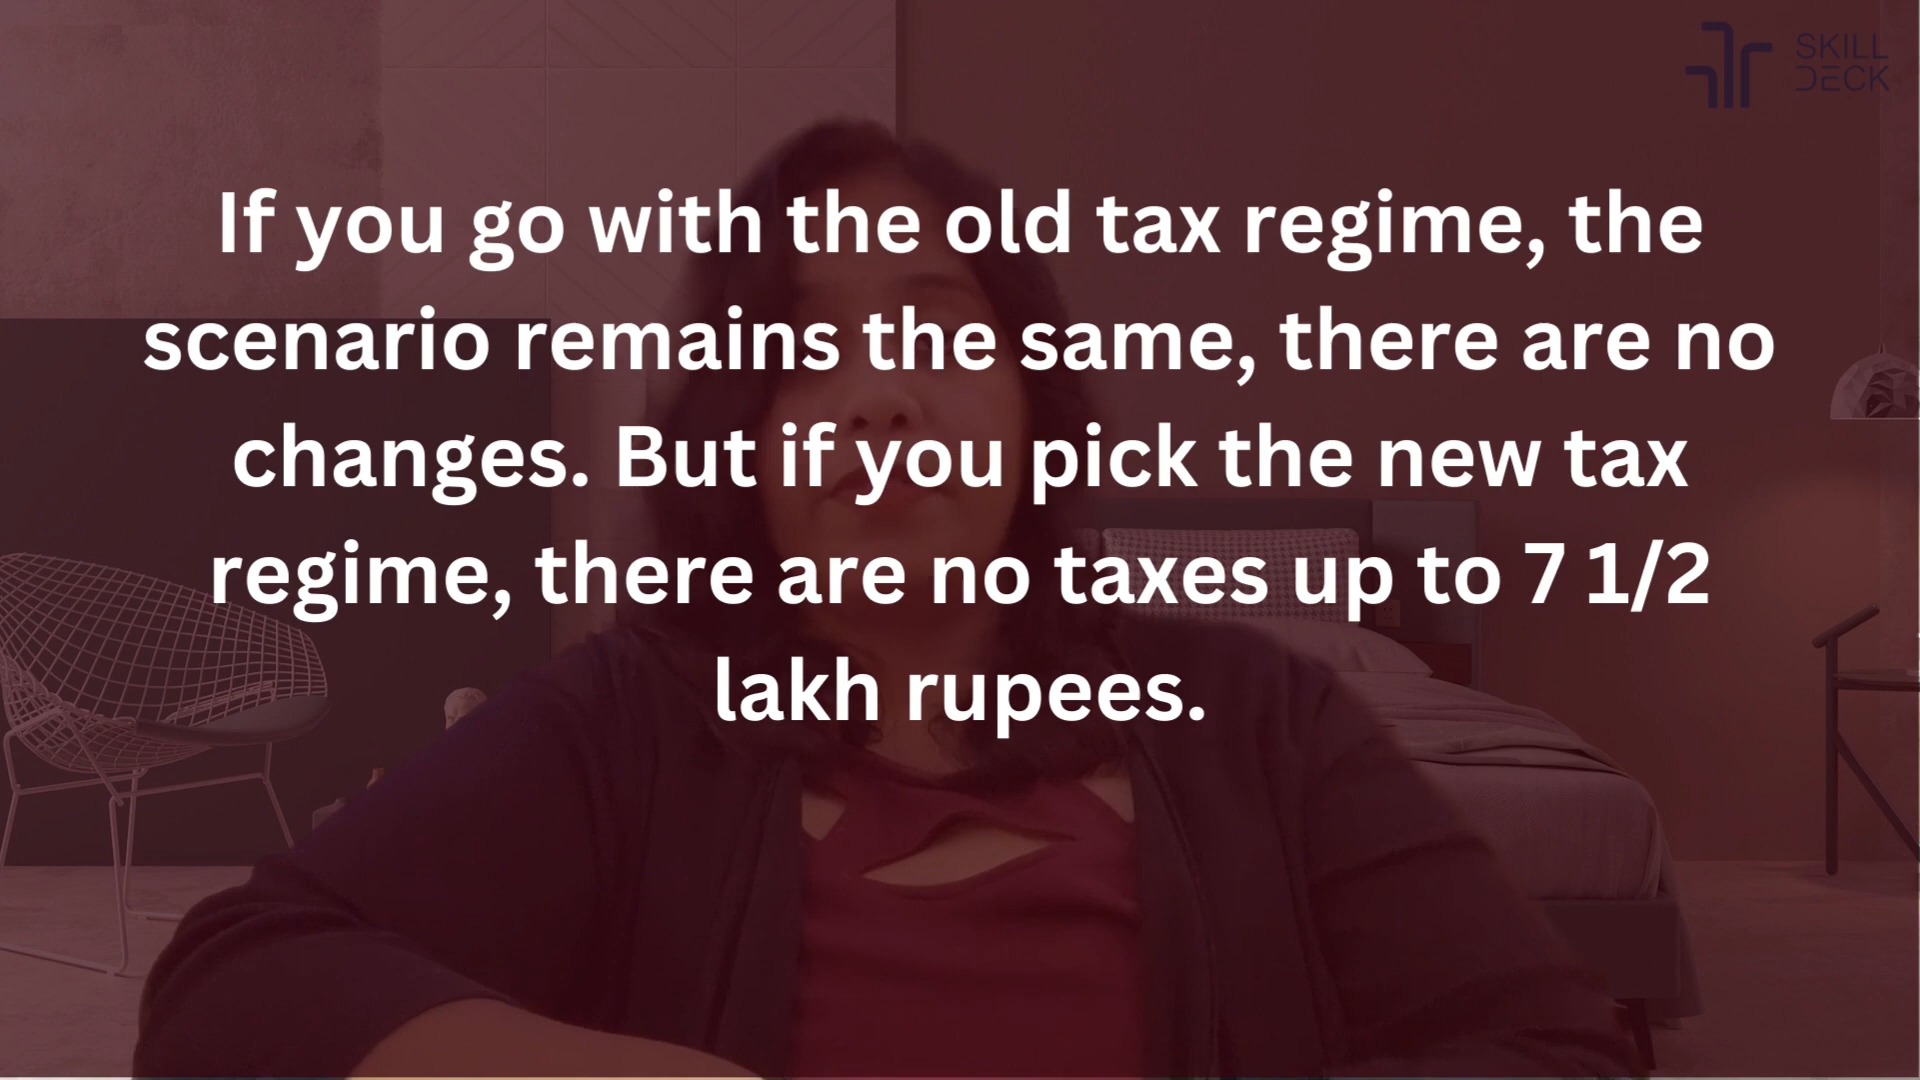 SKILL
DECK
If you go with the old tax regime, the
scenario remains the same, there are no
changes. But if you pick the new tax
regime, there are no taxes up to 7 1/2
lakh rupees.